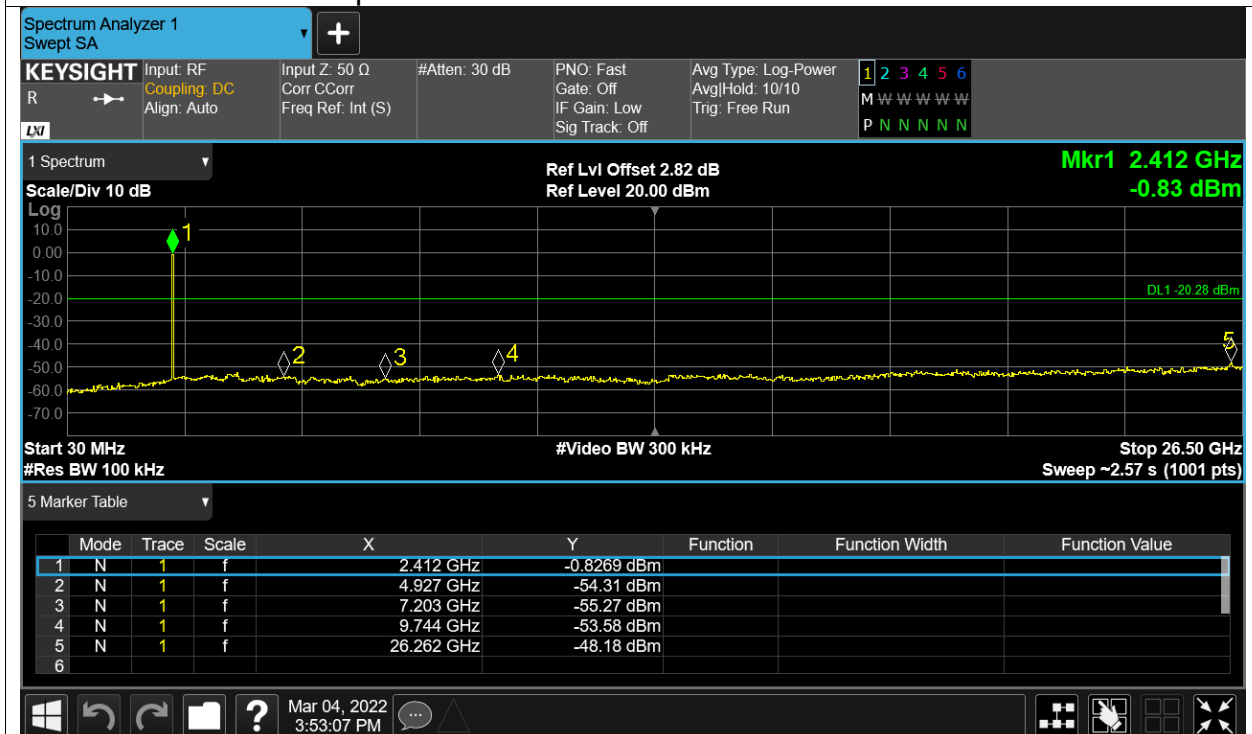 Spectrum Analyzer 1
Swept SA
+
KEYSIGHT
R
LXI
Input: RF
Coupling: DC
Align: Auto
Input Z: 50 Ω
Corr CCorr
Freq Ref: Int (S)
#Atten: 30 dB
PNO: Fast
Gate: Off
IF Gain: Low
Sig Track: Off
Avg Type: Log-Power
Avg|Hold: 10/10
Trig: Free Run
1 2 3 4 5 6
M W W W W W
P N N N N N
1 Spectrum
Scale/Div 10 dB
Ref Lvl Offset 2.82 dB
Ref Level 20.00 dBm
Mkr1 2.412 GHz
-0.83 dBm
Log
10.0
0.00
-10.0
-20.0
-30.0
-40.0
-50.0
-60.0
-70.0
1
2
3
4
5
DL1 -20.28 dBm
Start 30 MHz
#Res BW 100 kHz
#Video BW 300 kHz
Stop 26.50 GHz
Sweep ~2.57 s (1001 pts)
5 Marker Table
Mode Trace Scale X Y Function Function Width Function Value
1 N 1 f 2.412 GHz -0.8269 dBm
2 N 1 f 4.927 GHz -54.31 dBm
3 N 1 f 7.203 GHz -55.27 dBm
4 N 1 f 9.744 GHz -53.58 dBm
5 N 1 f 26.262 GHz -48.18 dBm
6
?
Mar 04, 2022
3:53:07 PM